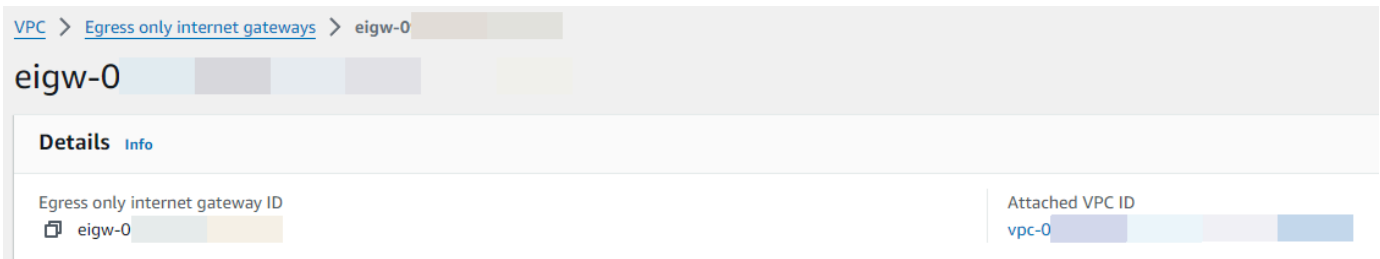 VPC > Egress only internet gateways > eigw-0
eigw-0
Details Info
Egress only internet gateway ID
eigw-0
Attached VPC ID
vpc-0